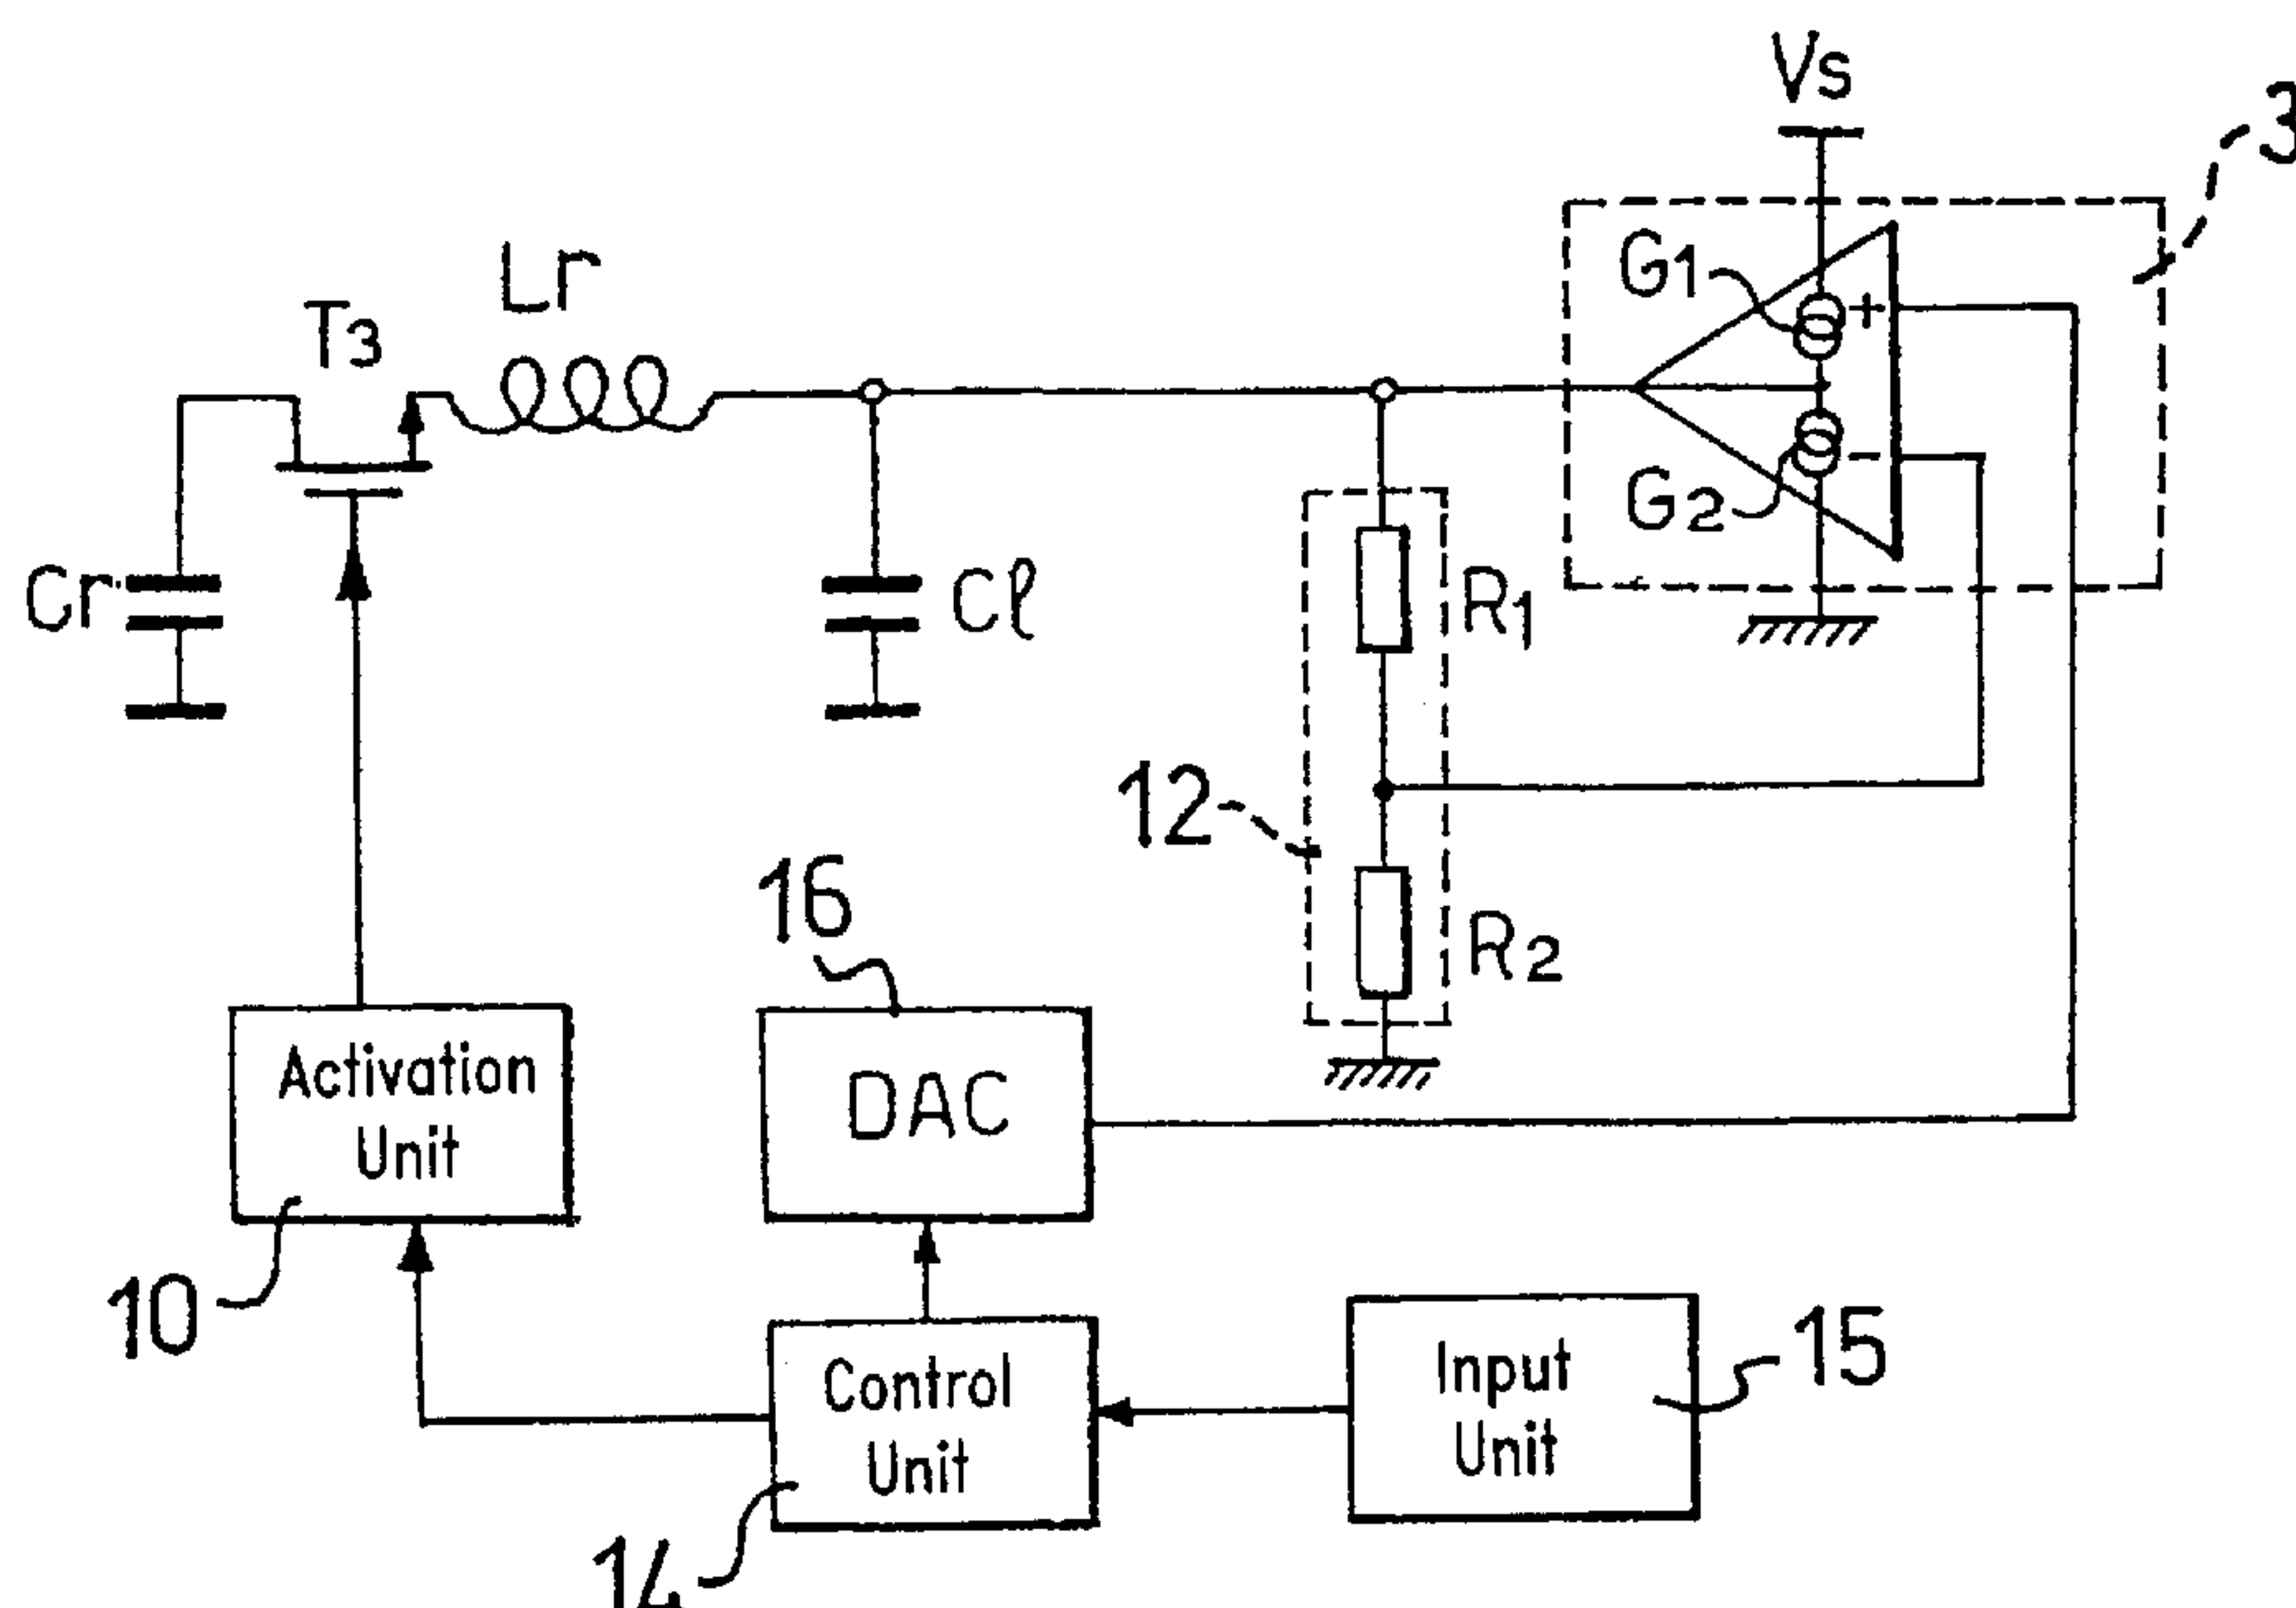 Vs
3
G1
+
Lr
T3
G2
-
Cr
Cl
R1
12
16
R2
Activation
Unit
DAC
10
Control
Unit
Input
Unit
15
14